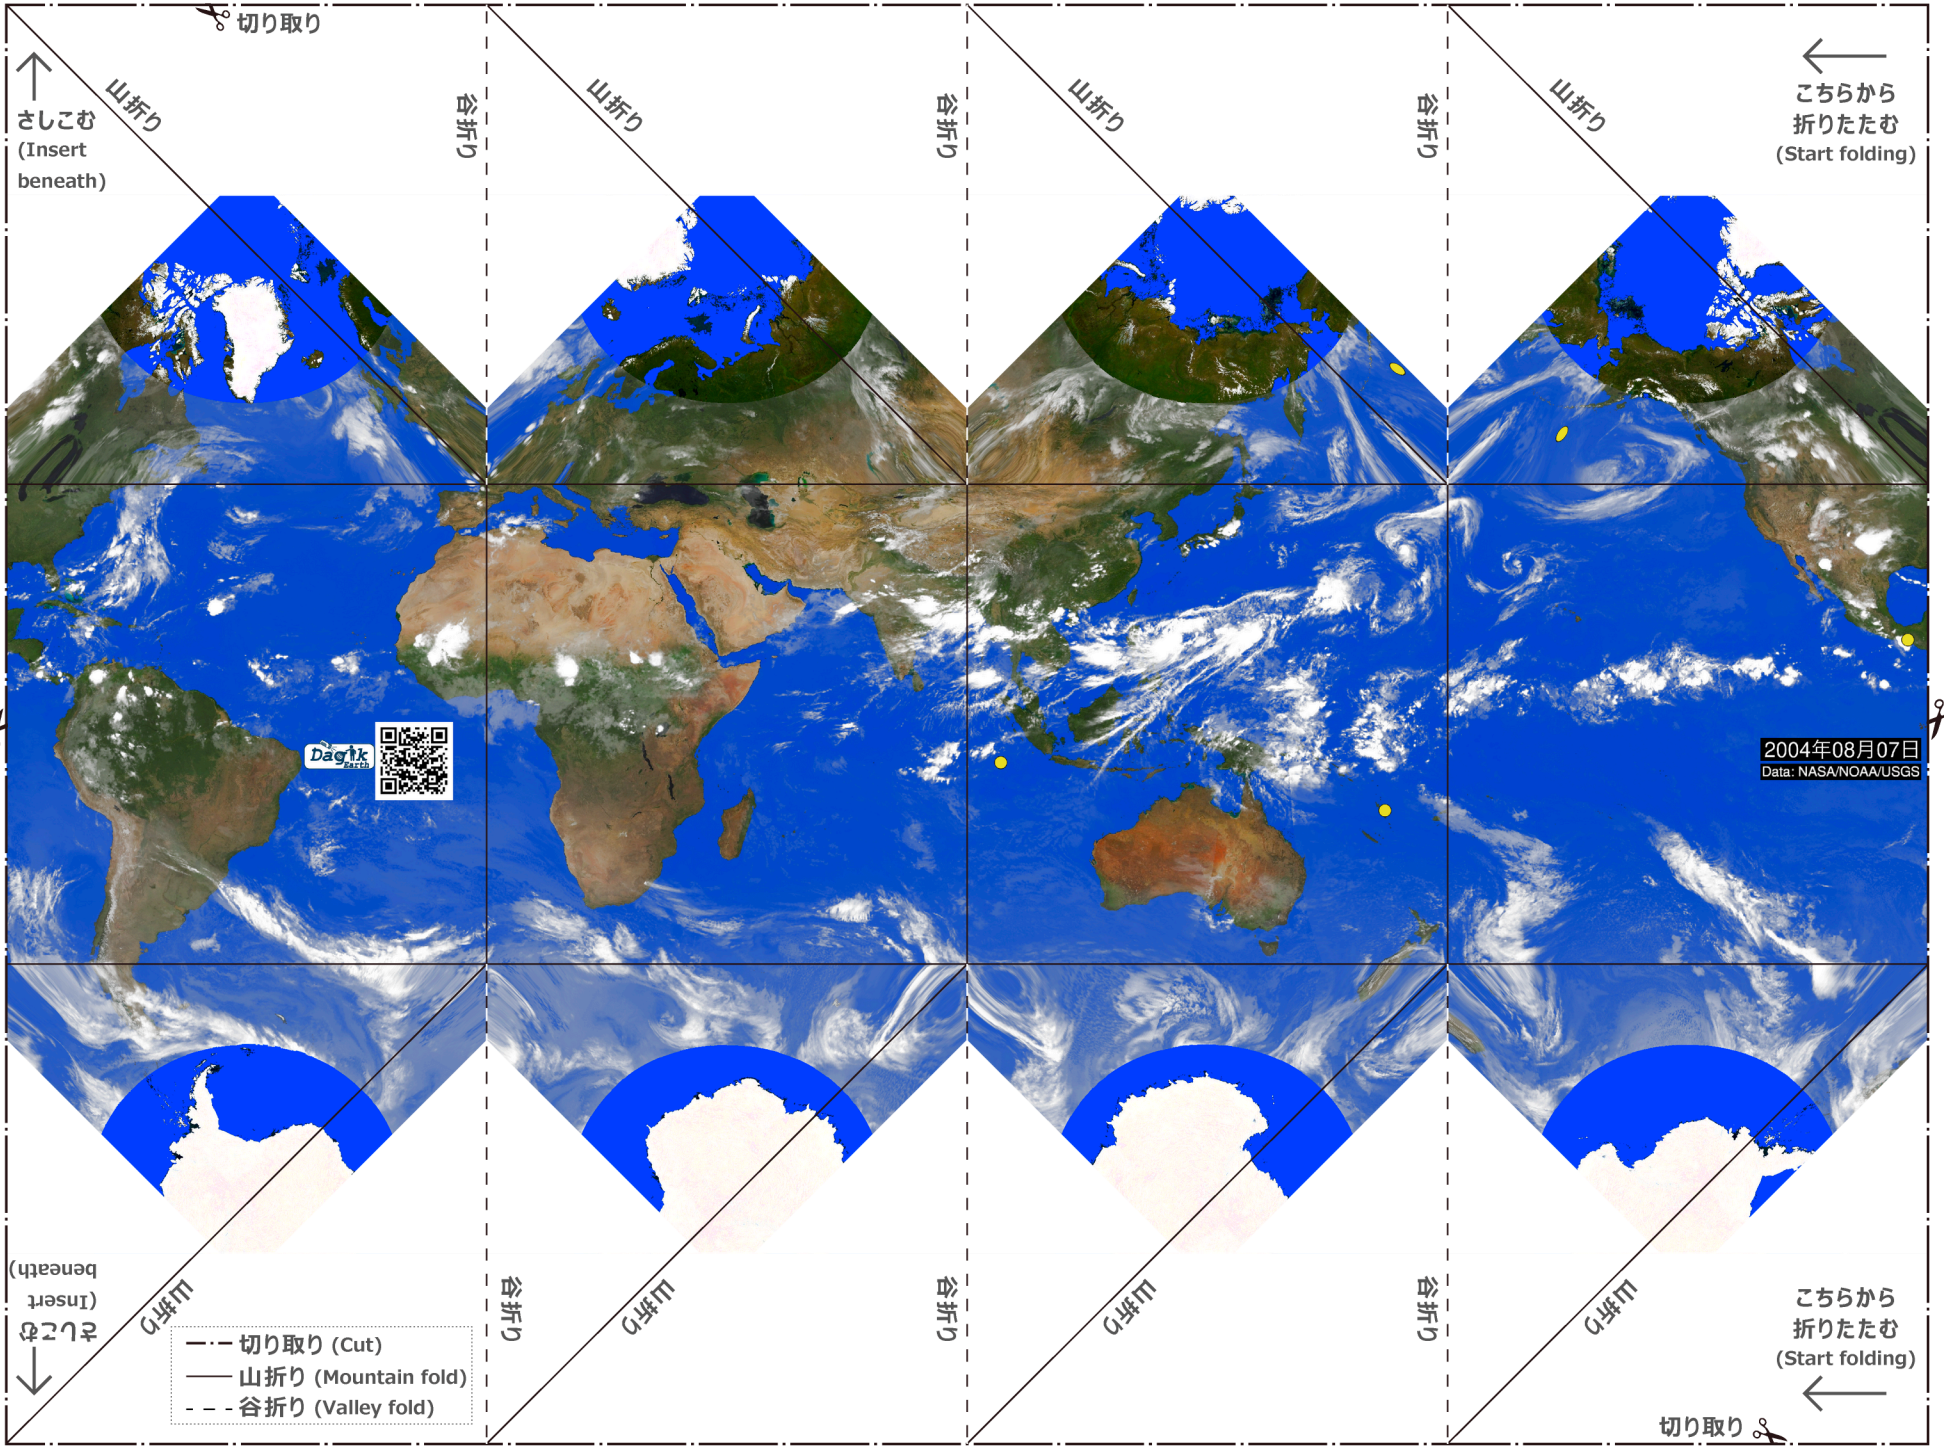 切り取り
山折り
谷折り
山折り
谷折り
山折り
谷折り
山折り
さしこむ
(Insert
beneath)
こちらから
折りたたむ
(Start folding)
Dagik
Earth
2004年08月07日
Data: NASA/NOAA/USGS
さしこむ
(Insert
beneath)
山折り
谷折り
山折り
谷折り
山折り
谷折り
山折り
こちらから
折りたたむ
(Start folding)
切り取り (Cut)
山折り (Mountain fold)
谷折り (Valley fold)
切り取り